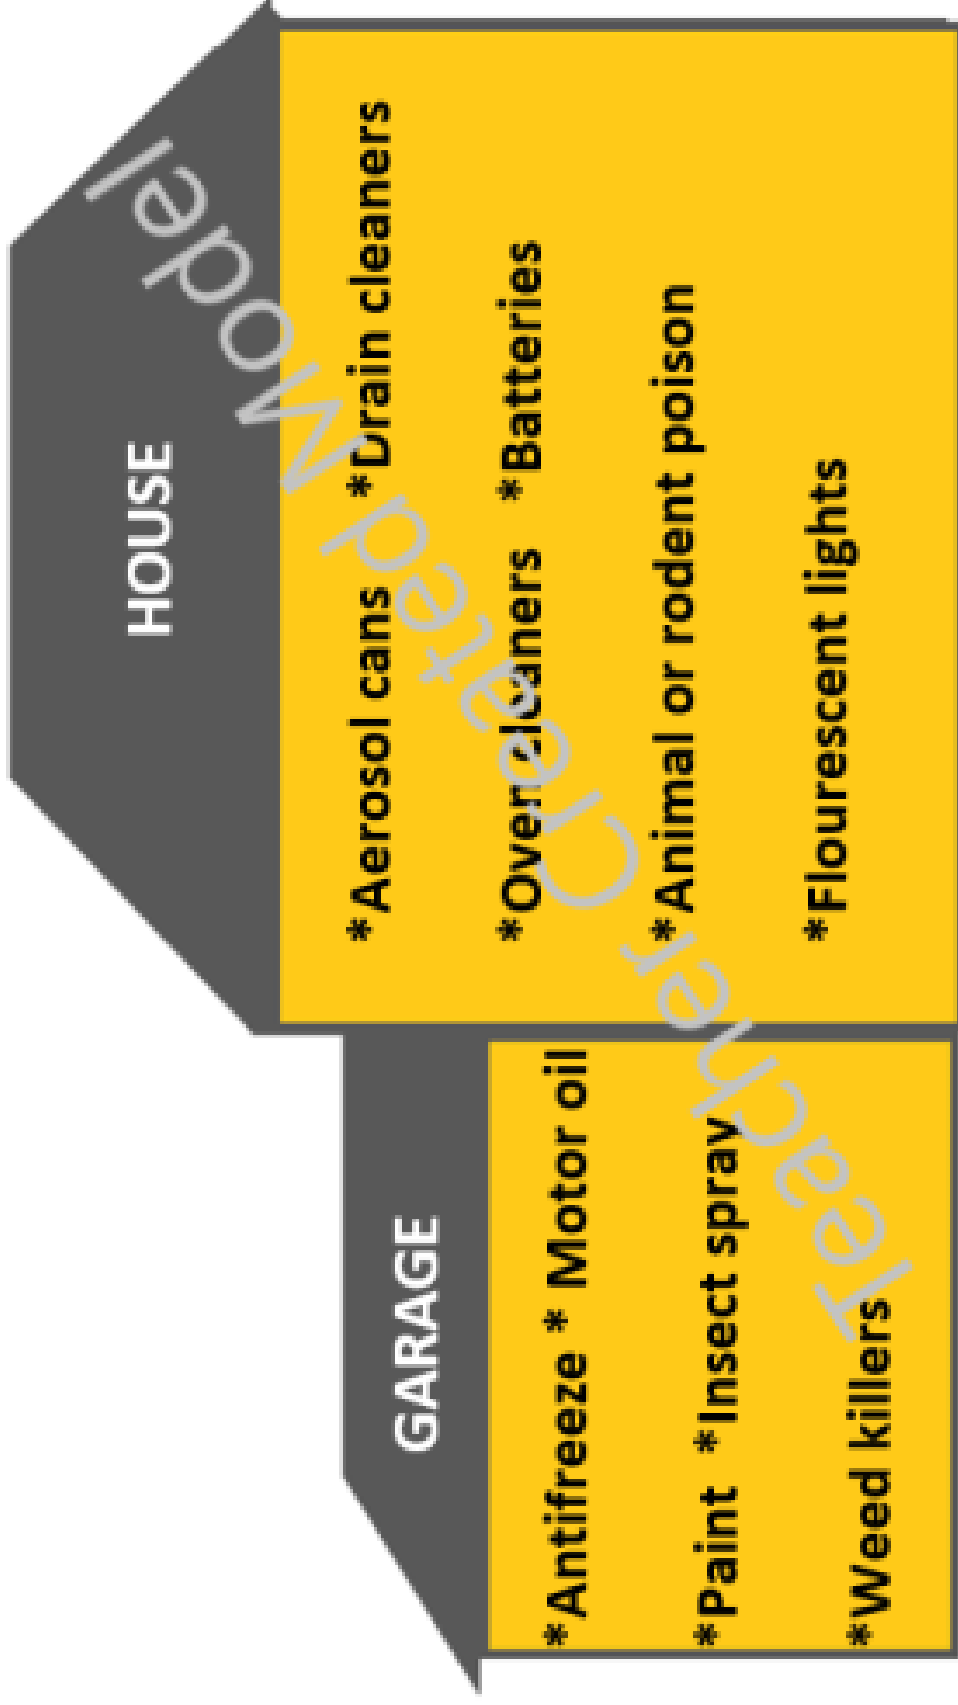 HOUSE
*Aerosol cans *Drain cleaners
*Oven cleaners *Batteries
*Animal or rodent poison
*Flourescent lights
GARAGE
*Antifreeze * Motor oil
*Paint *Insect spray
*Weed killers
Teacher Created Model